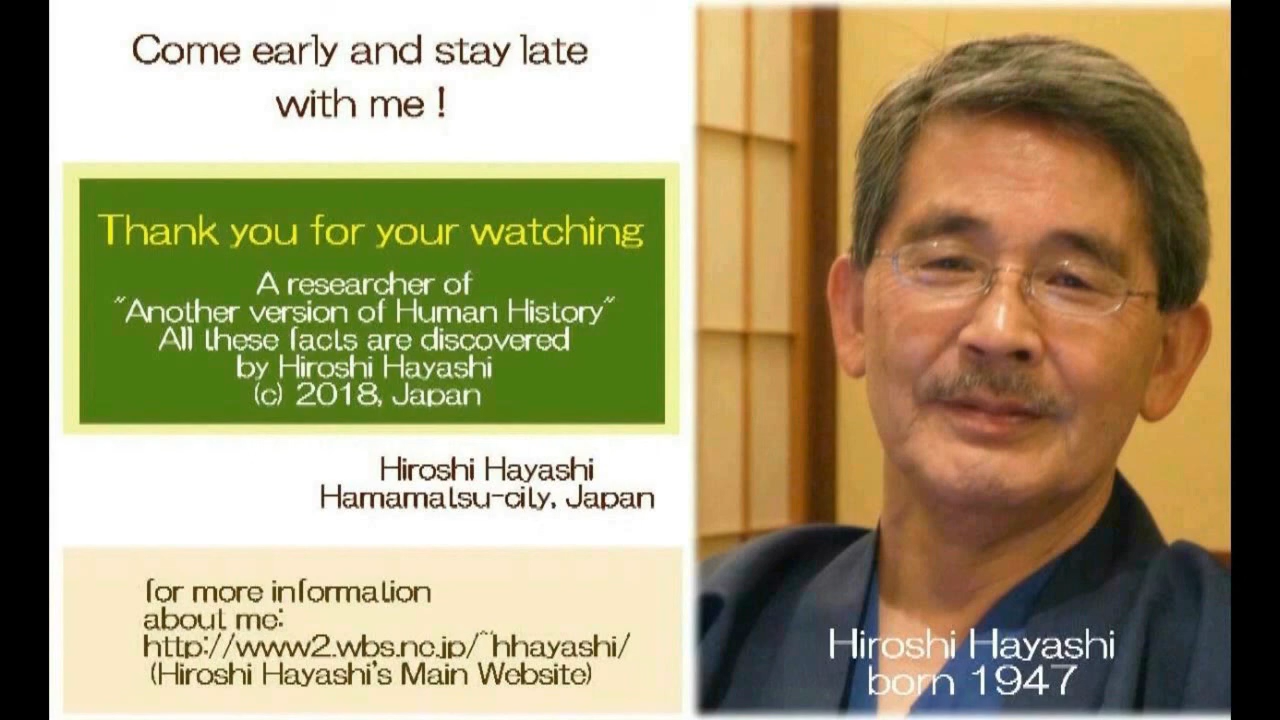 Come early and stay late
with me !
Thank you for your watching
A researcher of
"Another version of Human History"
All these facts are discovered
by Hiroshi Hayashi
(c) 2018, Japan
Hiroshi Hayashi
Hamamatsu-city, Japan
for more information
about me:
http://www2.wbs.ne.jp/~hhayashi/
(Hiroshi Hayashi's Main Website)
Hiroshi Hayashi
born 1947